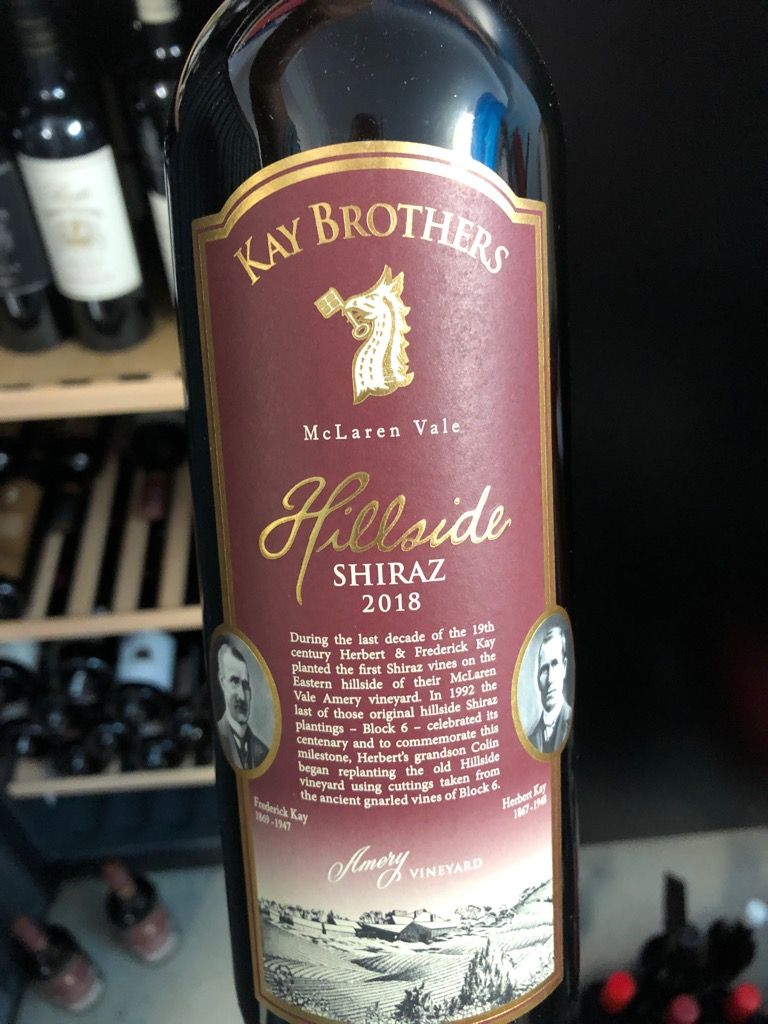 KAY BROTHERS
McLaren Vale
Hillside
SHIRAZ
2018
During the last decade of the 19th
century Herbert & Frederick Kay
planted the first Shiraz vines on the
Eastern hillside of their McLaren
Vale Amery vineyard. In 1992 the
last of those original hillside Shiraz
plantings – Block 6 – celebrated its
centenary and to commemorate this
milestone, Herbert's grandson Colin
began replanting the old Hillside
vineyard using cuttings taken from
the ancient gnarled vines of Block 6.
Frederick Kay
1869-1947
Herbert Kay
1867-1948
Amery VINEYARD